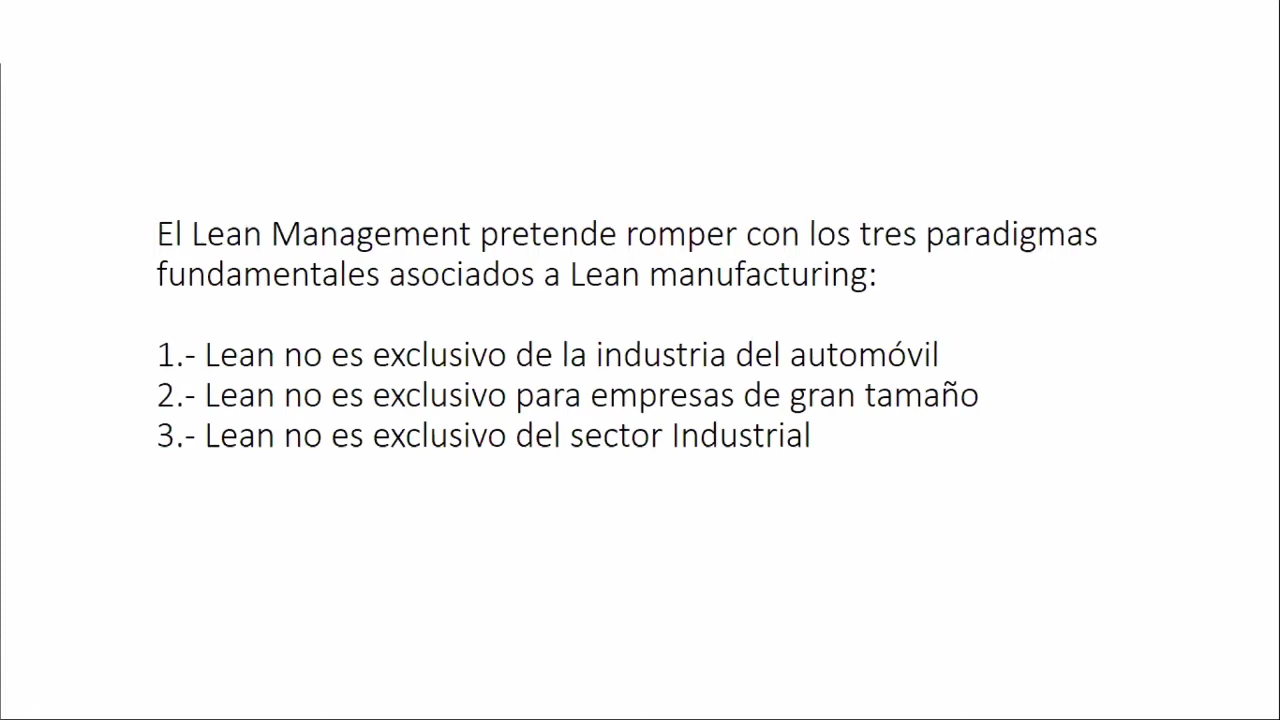 El Lean Management pretende romper con los tres paradigmas
fundamentales asociados a Lean manufacturing:
1.- Lean no es exclusivo de la industria del automóvil
2.- Lean no es exclusivo para empresas de gran tamaño
3.- Lean no es exclusivo del sector Industrial